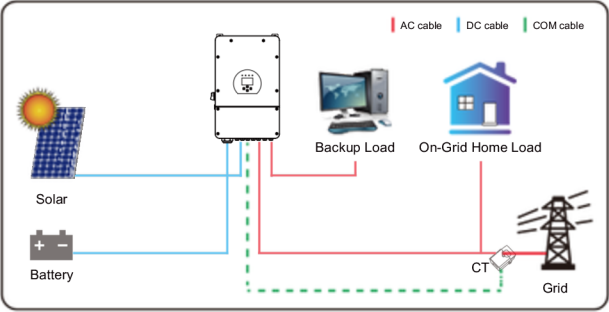 AC cable
DC cable
COM cable
Backup Load
On-Grid Home Load
Solar
CT
Battery
Grid